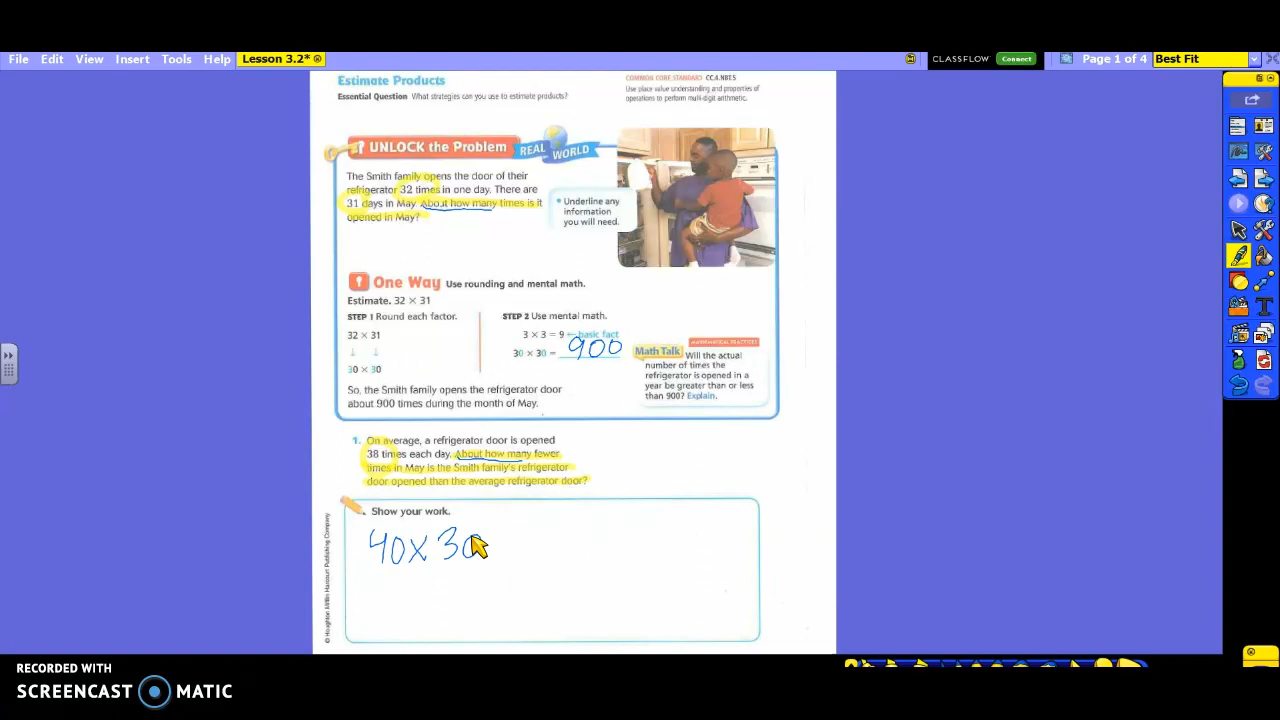 File Edit View Insert Tools Help Lesson 3.2* CLASSFLOW Connect Page 1 of 4 Best Fit
Estimate Products
Essential Question What strategies can you use to estimate products?
COMMON CORE STANDARD CC.4.NBT.5
Use place value understanding and properties of
operations to perform multi-digit arithmetic.
UNLOCK the Problem REAL WORLD
The Smith family opens the door of their
refrigerator 32 times in one day. There are
31 days in May. About how many times is it
opened in May?
• Underline any
information
you will need.
One Way Use rounding and mental math.
Estimate. 32 × 31
STEP 1 Round each factor.
32 × 31
↓ ↓
30 × 30
STEP 2 Use mental math.
3 × 3 = 9 ← basic fact
30 × 30 = 900
MATHEMATICAL PRACTICES
Math Talk Will the actual
number of times the
refrigerator is opened in a
year be greater than or less
than 900? Explain.
So, the Smith family opens the refrigerator door
about 900 times during the month of May.
1. On average, a refrigerator door is opened
38 times each day. About how many fewer
times in May is the Smith family's refrigerator
door opened than the average refrigerator door?
Show your work.
40 x 30
© Houghton Mifflin Harcourt Publishing Company
RECORDED WITH
SCREENCAST MATIC